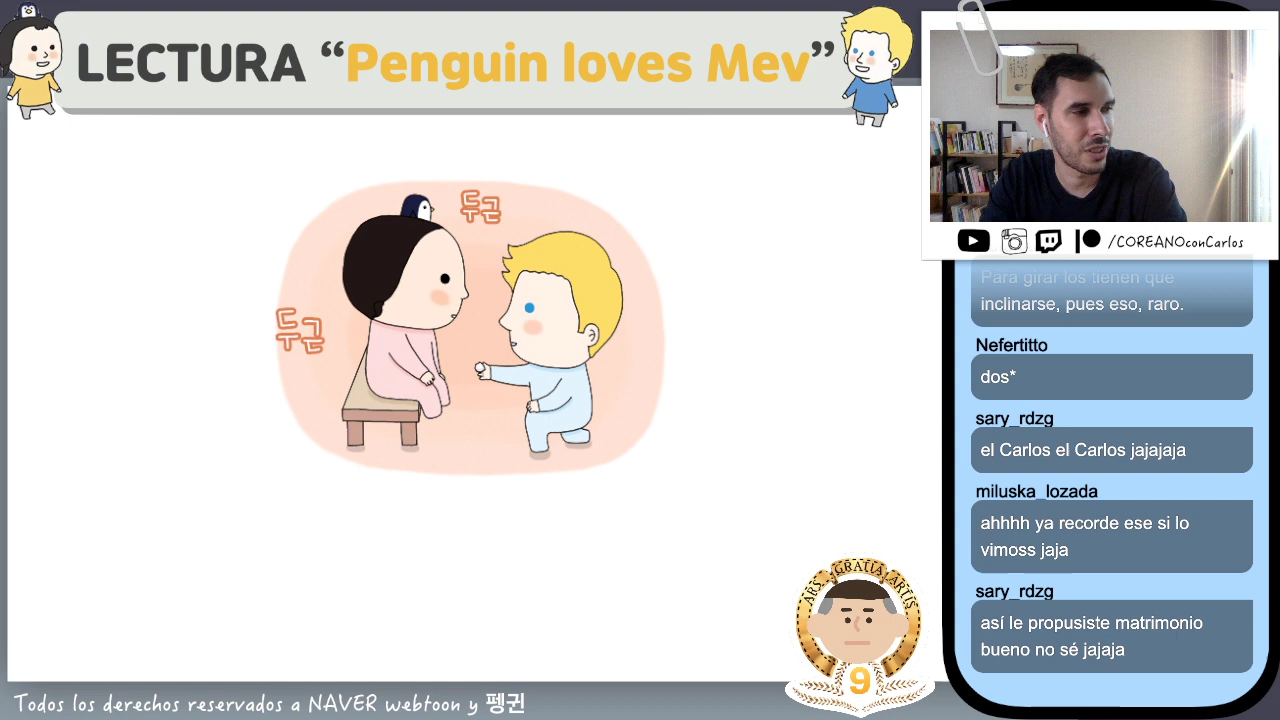 LECTURA “Penguin loves Mev”
두근
두근
/COREANOconCarlos
Para girar los tienen que
inclinarse, pues eso, raro.
Nefertitto
dos*
sary_rdzg
el Carlos el Carlos jajajaja
miluska_lozada
ahhhh ya recorde ese si lo
vimoss jaja
sary_rdzg
así le propusiste matrimonio
bueno no sé jajaja
ARS GRATIA ARTIS
9
Todos los derechos reservados a NAVER webtoon y 펭귄